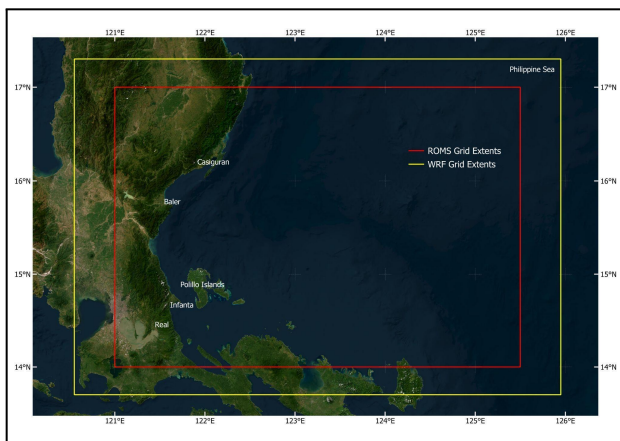 121°E 122°E 123°E 124°E 125°E 126°E
Philippine Sea
17°N 17°N
ROMS Grid Extents
WRF Grid Extents
Casiguran
16°N 16°N
Baler
15°N 15°N
Polillo Islands
Infanta
Real
14°N 14°N
121°E 122°E 123°E 124°E 125°E 126°E